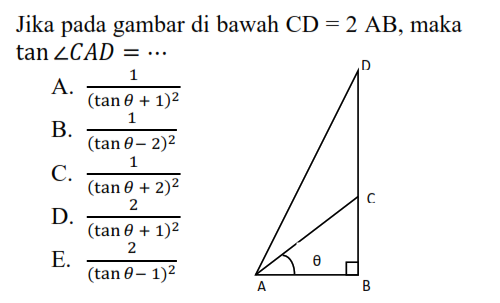 Jika pada gambar di bawah CD = 2 AB, maka
tan ∠CAD = ⋯
A. 1/(tan θ + 1)²
B. 1/(tan θ − 2)²
C. 1/(tan θ + 2)²
D. 2/(tan θ + 1)²
E. 2/(tan θ − 1)²
D
C
θ
A
B